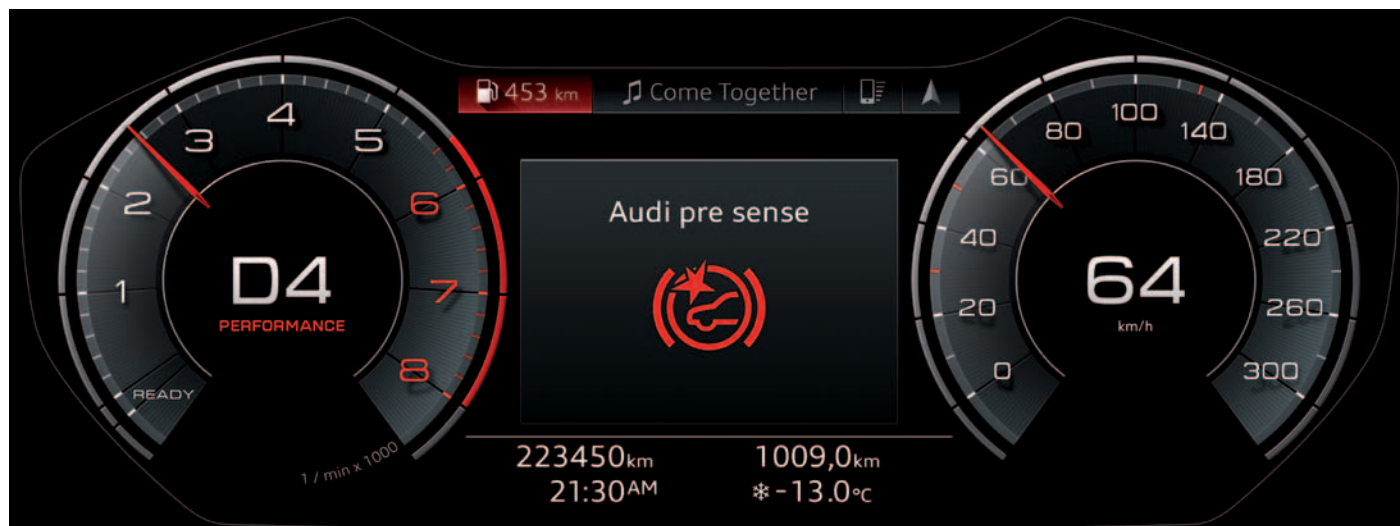 453 km
Come Together
1
2
3
4
5
6
7
8
READY
1 / min x 1000
D4
PERFORMANCE
Audi pre sense
0
20
40
60
80
100
140
180
220
260
300
64
km/h
223450km
1009,0km
21:30AM
-13.0°C